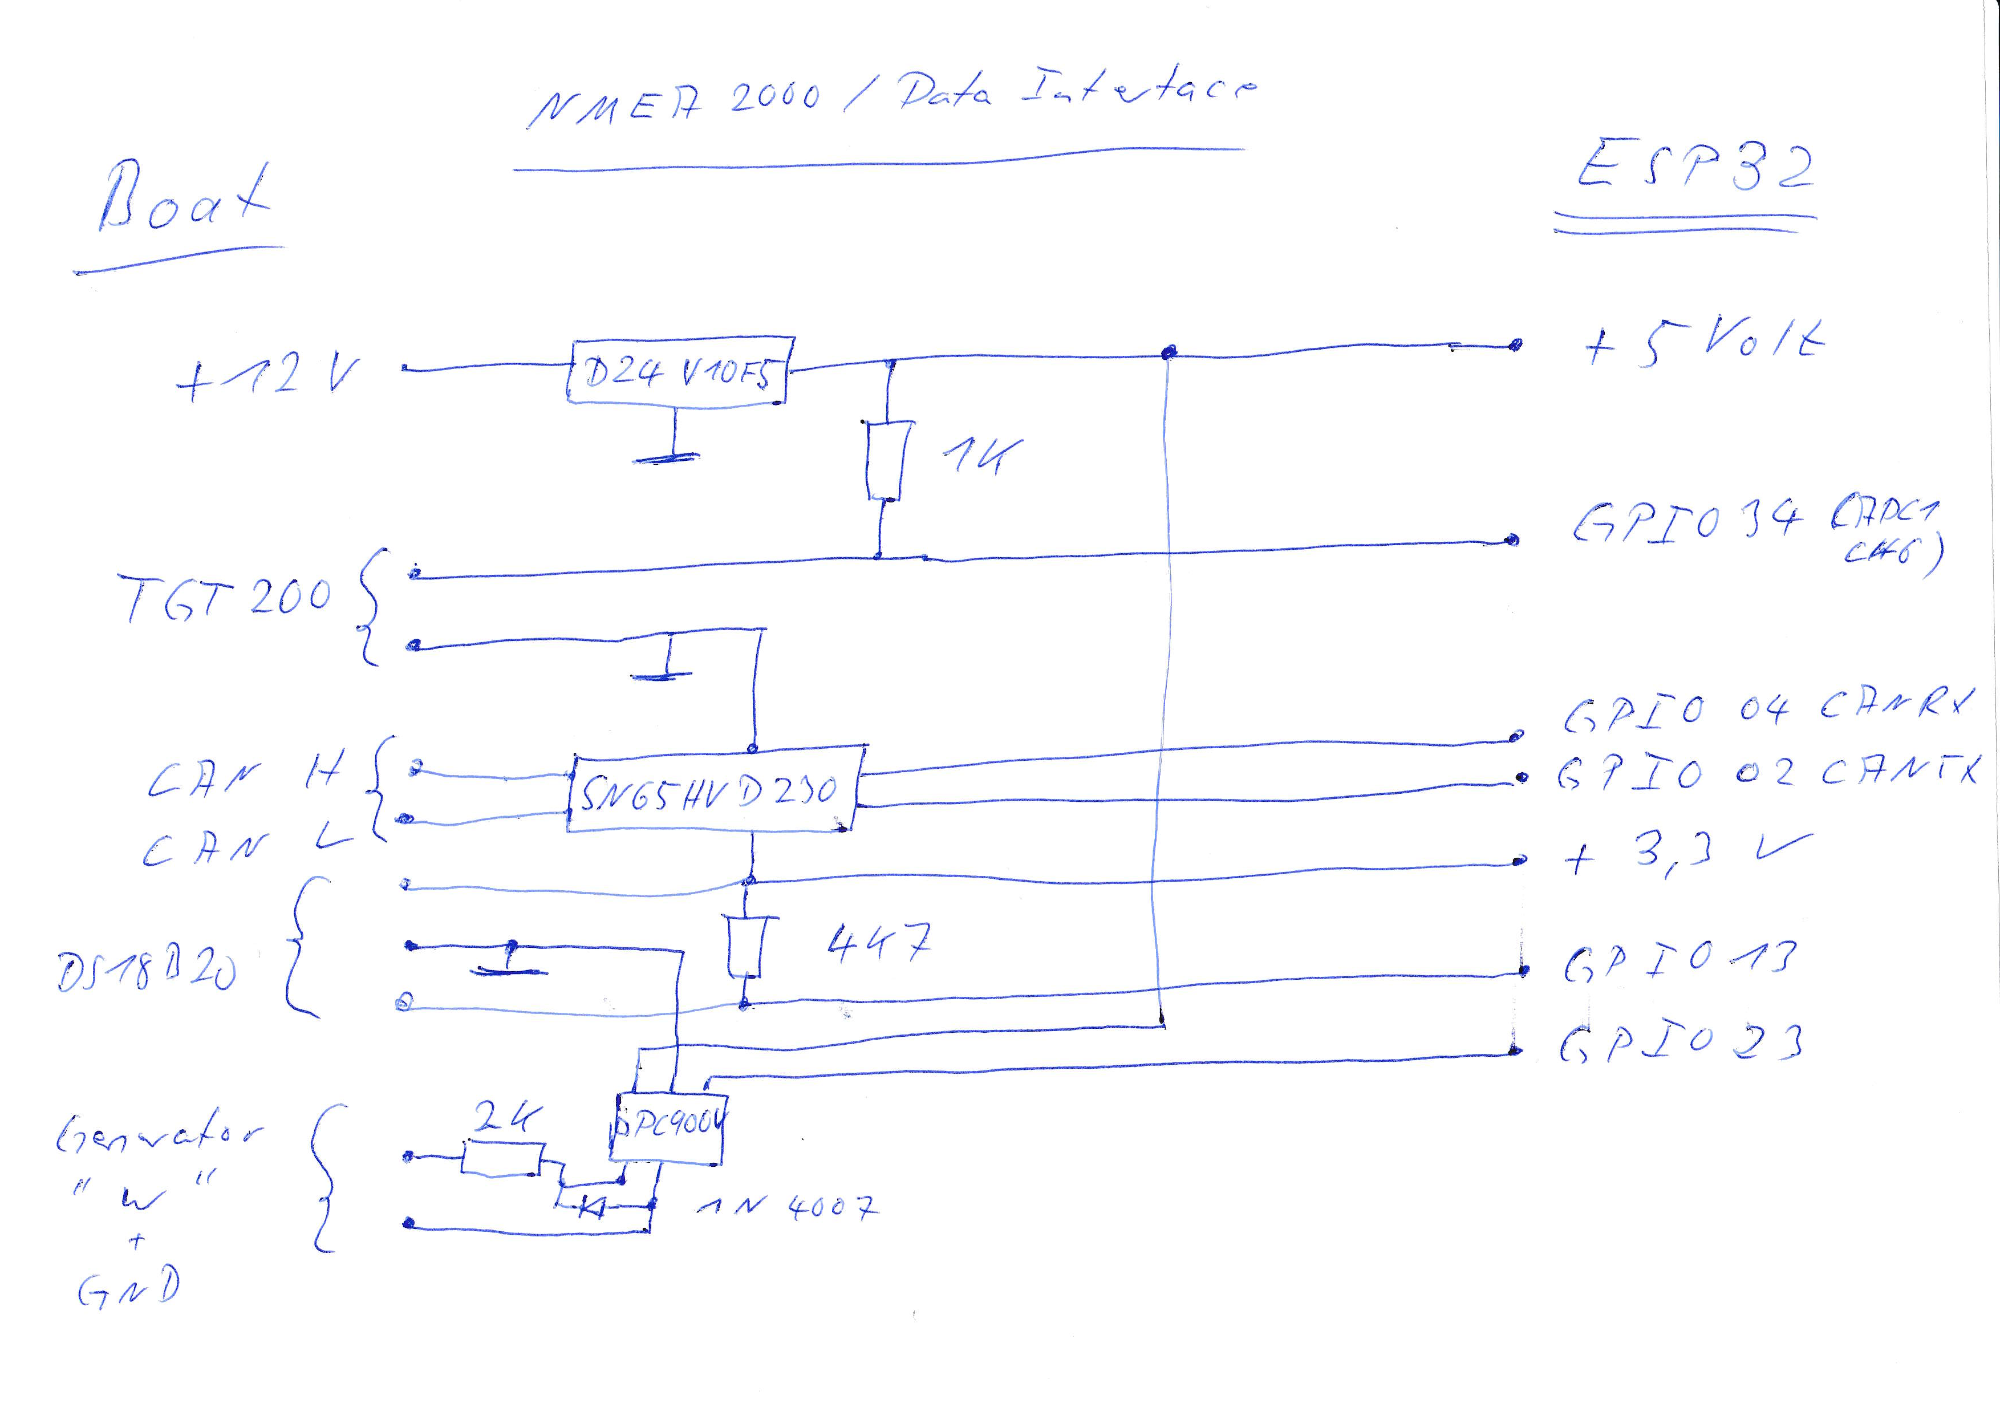 NMEA 2000 / Data Interface
Boat
ESP32
+12 V
D24 V10F5
+ 5 Volt
1K
GPIO 34 (ADC1
CH6)
TGT 200
GPIO 04 CANRX
CAN H
SN65HVD230
GPIO 02 CANTX
CAN L
+ 3,3 V
4K7
DS18B20
GPIO 13
GPIO 23
2K
Generator
" W "
+
GND
1N 4007